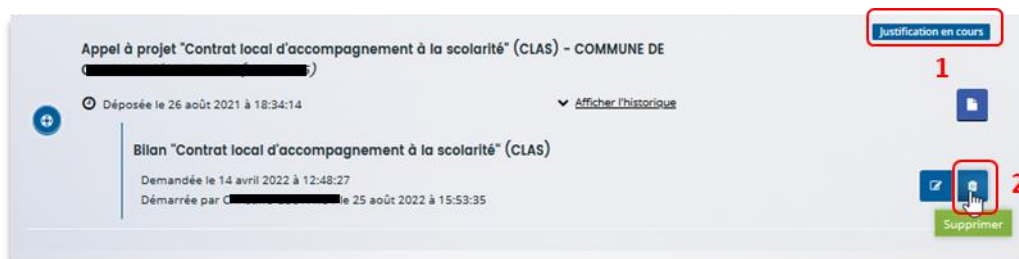 Justification en cours
Appel à projet "Contrat local d'accompagnement à la scolarité" (CLAS) - COMMUNE DE
1
Déposée le 26 août 2021 à 18:34:14
Afficher l'historique
Bilan "Contrat local d'accompagnement à la scolarité" (CLAS)
Demandée le 14 avril 2022 à 12:48:27
2
Démarrée par le 25 août 2022 à 15:53:35
Supprimer